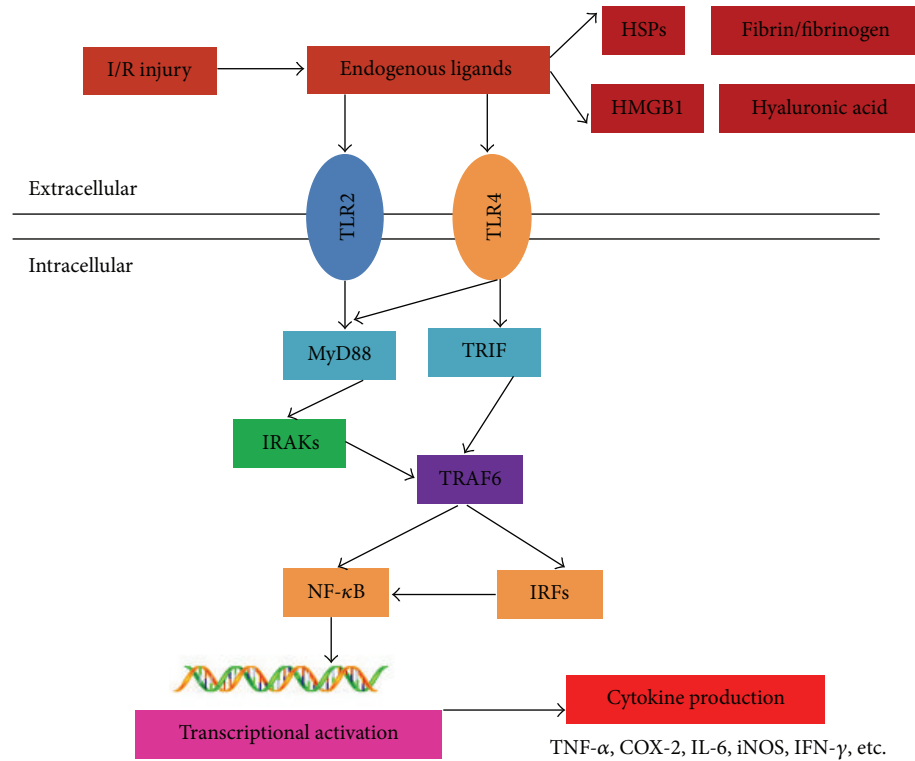 HSPs
Fibrin/fibrinogen
I/R injury
Endogenous ligands
HMGB1
Hyaluronic acid
Extracellular
TLR2
TLR4
Intracellular
MyD88
TRIF
IRAKs
TRAF6
NF-κB
IRFs
Cytokine production
Transcriptional activation
TNF-α, COX-2, IL-6, iNOS, IFN-γ, etc.